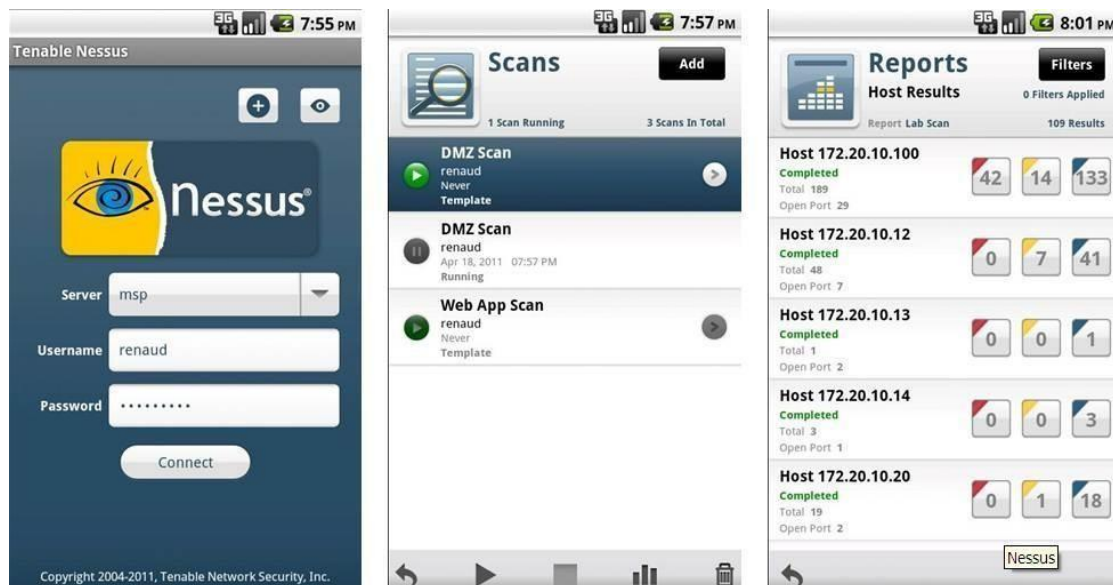 3G 7:55 PM
Tenable Nessus
Nessus®
Server msp
Username renaud
Password ·········
Connect
Copyright 2004-2011, Tenable Network Security, Inc.
3G 7:57 PM
Scans
Add
1 Scan Running 3 Scans In Total
DMZ Scan
renaud
Never
Template
DMZ Scan
renaud
Apr 18, 2011 07:57 PM
Running
Web App Scan
renaud
Never
Template
3G 8:01 PM
Reports
Filters
Host Results 0 Filters Applied
Report Lab Scan 109 Results
Host 172.20.10.100
Completed
Total 189
Open Port 29
42 14 133
Host 172.20.10.12
Completed
Total 48
Open Port 7
0 7 41
Host 172.20.10.13
Completed
Total 1
Open Port 2
0 0 1
Host 172.20.10.14
Completed
Total 3
Open Port 1
0 0 3
Host 172.20.10.20
Completed
Total 19
Open Port 2
0 1 18
Nessus